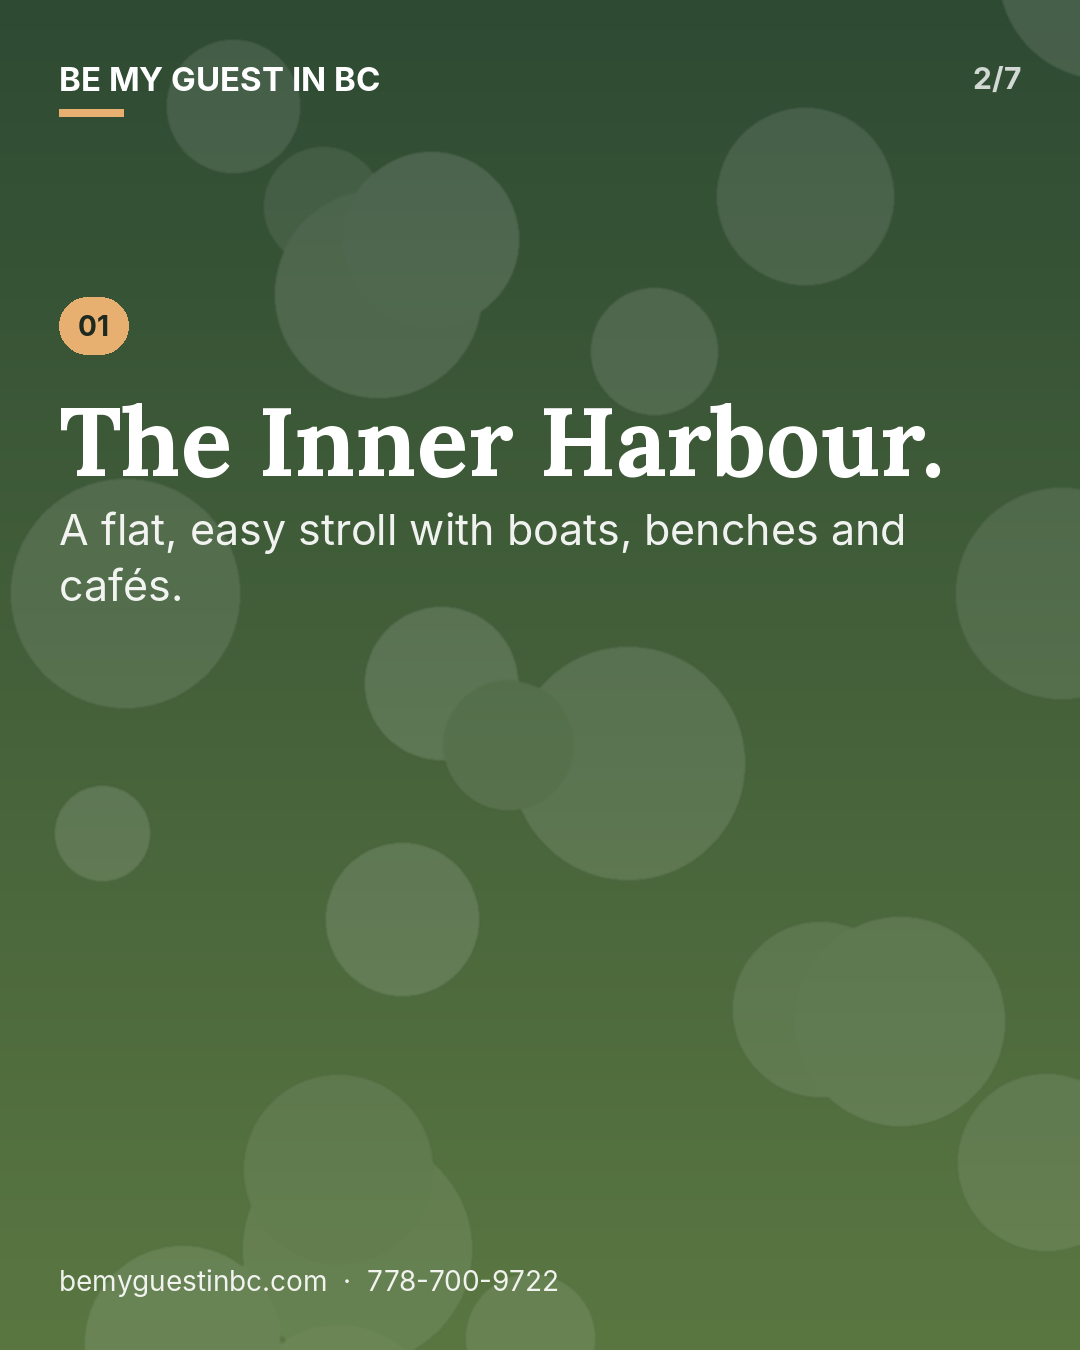 BE MY GUEST IN BC
2/7
01
The Inner Harbour.
A flat, easy stroll with boats, benches and
cafés.
bemyguestinbc.com · 778-700-9722